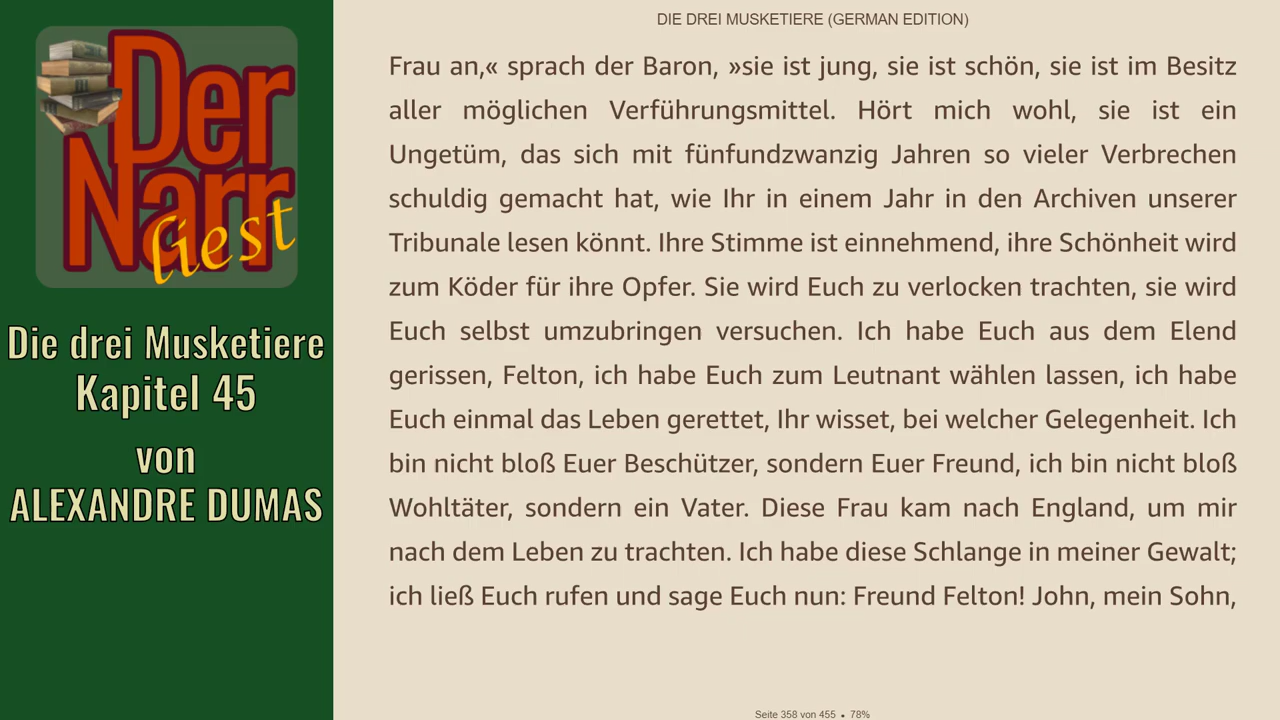 Der
Narr
liest
Die drei Musketiere
Kapitel 45
von
ALEXANDRE DUMAS
DIE DREI MUSKETIERE (GERMAN EDITION)
Frau an,« sprach der Baron, »sie ist jung, sie ist schön, sie ist im Besitz
aller möglichen Verführungsmittel. Hört mich wohl, sie ist ein
Ungetüm, das sich mit fünfundzwanzig Jahren so vieler Verbrechen
schuldig gemacht hat, wie Ihr in einem Jahr in den Archiven unserer
Tribunale lesen könnt. Ihre Stimme ist einnehmend, ihre Schönheit wird
zum Köder für ihre Opfer. Sie wird Euch zu verlocken trachten, sie wird
Euch selbst umzubringen versuchen. Ich habe Euch aus dem Elend
gerissen, Felton, ich habe Euch zum Leutnant wählen lassen, ich habe
Euch einmal das Leben gerettet, Ihr wisset, bei welcher Gelegenheit. Ich
bin nicht bloß Euer Beschützer, sondern Euer Freund, ich bin nicht bloß
Wohltäter, sondern ein Vater. Diese Frau kam nach England, um mir
nach dem Leben zu trachten. Ich habe diese Schlange in meiner Gewalt;
ich ließ Euch rufen und sage Euch nun: Freund Felton! John, mein Sohn,
Seite 358 von 455 • 78%